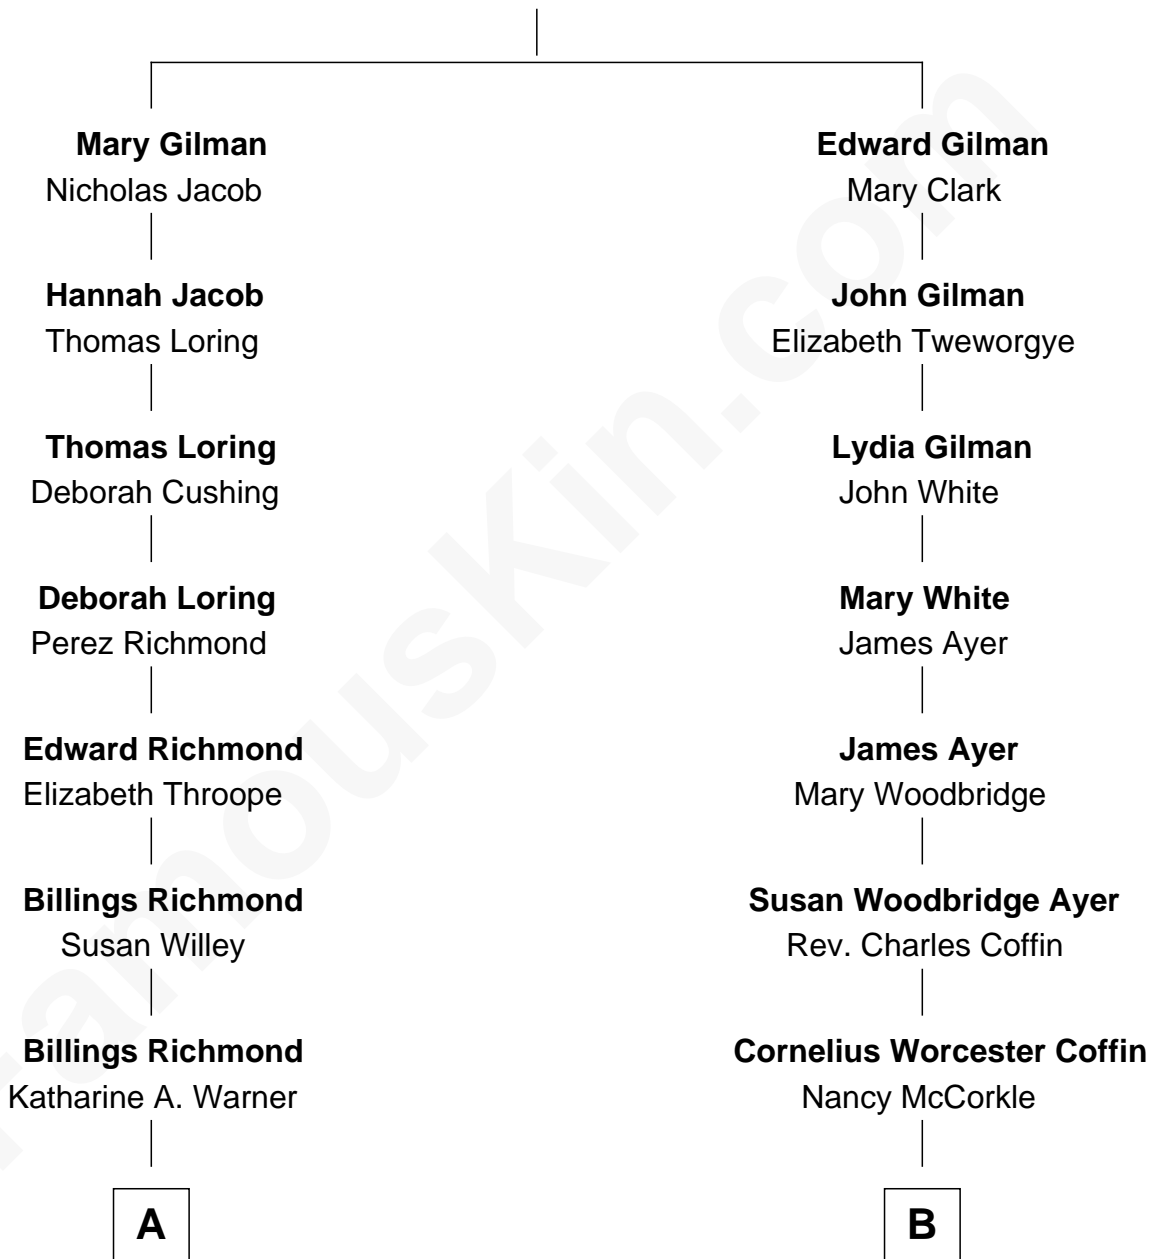 Mary Gilman
Nicholas Jacob
Hannah Jacob
Thomas Loring
Thomas Loring
Deborah Cushing
Deborah Loring
Perez Richmond
Edward Richmond
Elizabeth Throope
Billings Richmond
Susan Willey
Billings Richmond
Katharine A. Warner
A
Edward Gilman
Mary Clark
John Gilman
Elizabeth Tweworgye
Lydia Gilman
John White
Mary White
James Ayer
James Ayer
Mary Woodbridge
Susan Woodbridge Ayer
Rev. Charles Coffin
Cornelius Worcester Coffin
Nancy McCorkle
B
FamousKin.com